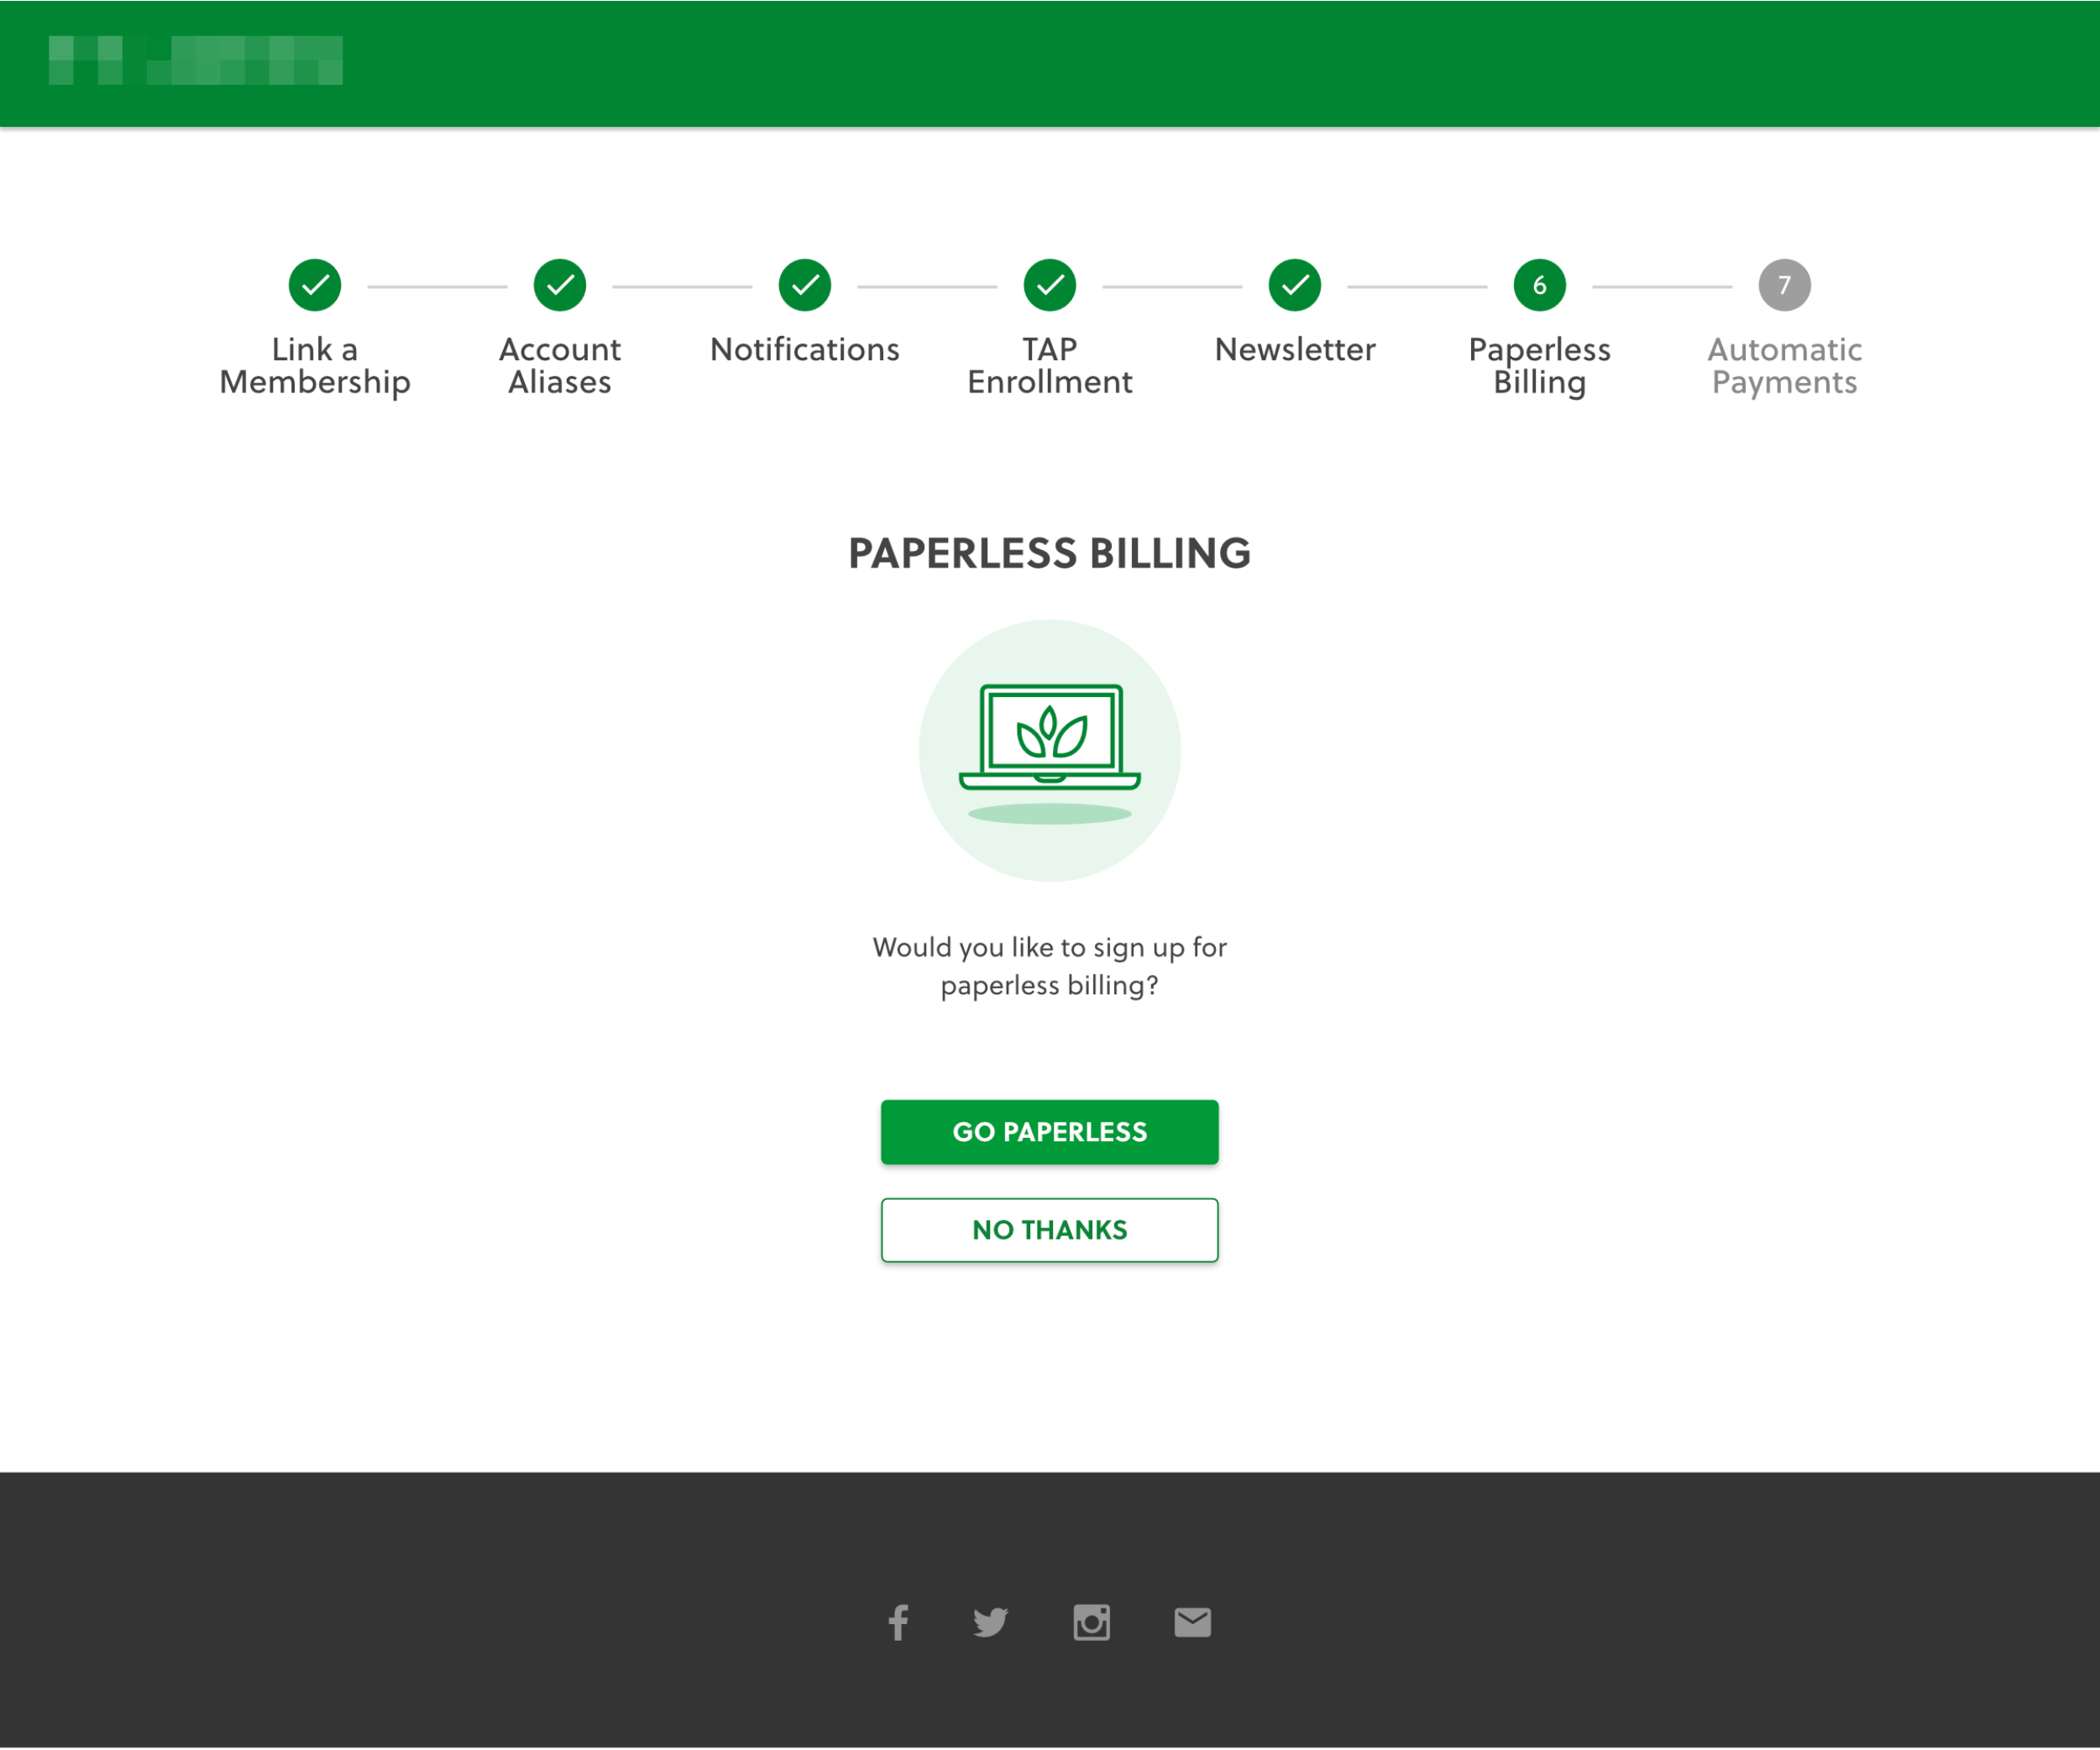 6
7
Link a
Membership
Account
Aliases
Notifications
TAP
Enrollment
Newsletter
Paperless
Billing
Automatic
Payments
PAPERLESS BILLING
Would you like to sign up for
paperless billing?
GO PAPERLESS
NO THANKS